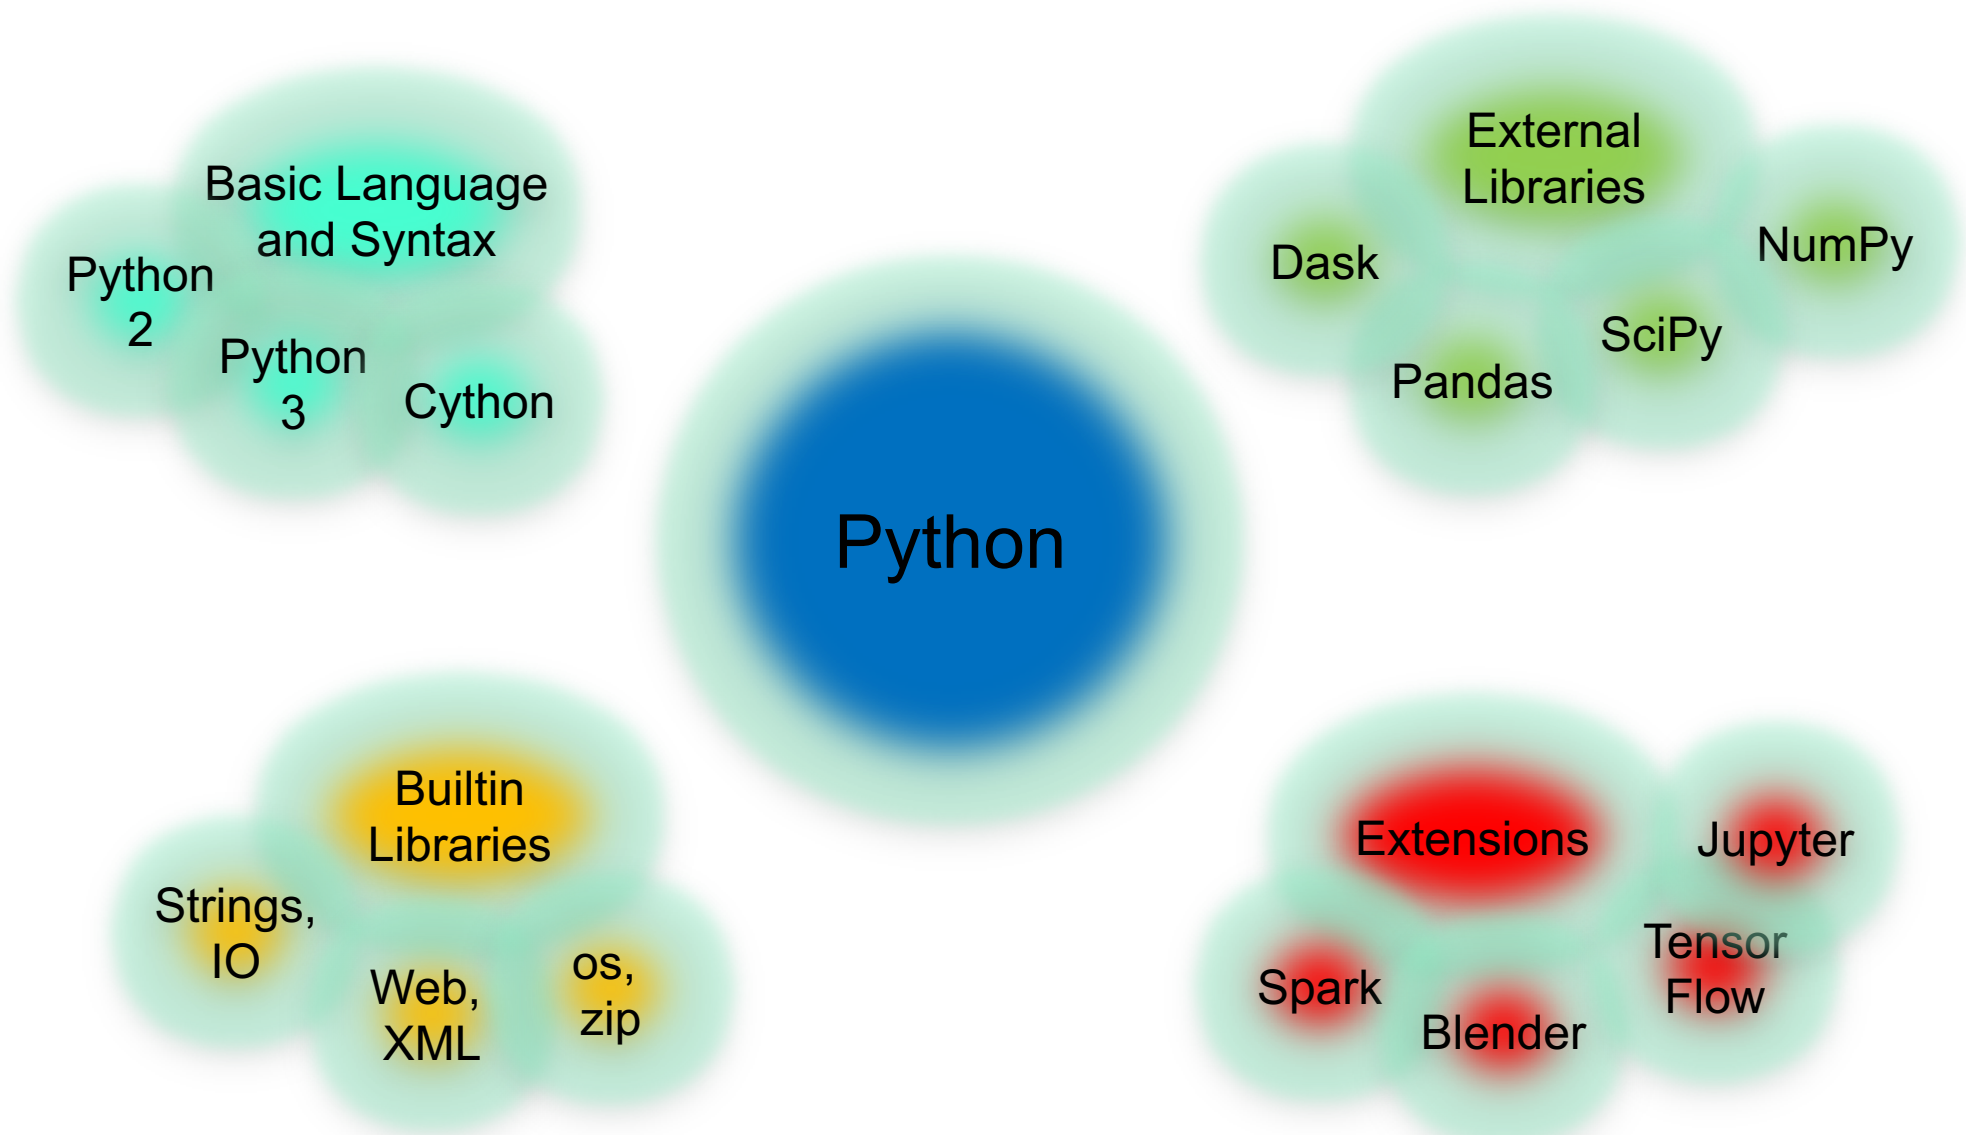 Basic Language
and Syntax
Python
2
Python
3
Cython
External
Libraries
Dask
Pandas
SciPy
NumPy
Python
Builtin
Libraries
Strings,
IO
Web,
XML
os,
zip
Extensions
Jupyter
Spark
Blender
Tensor
Flow